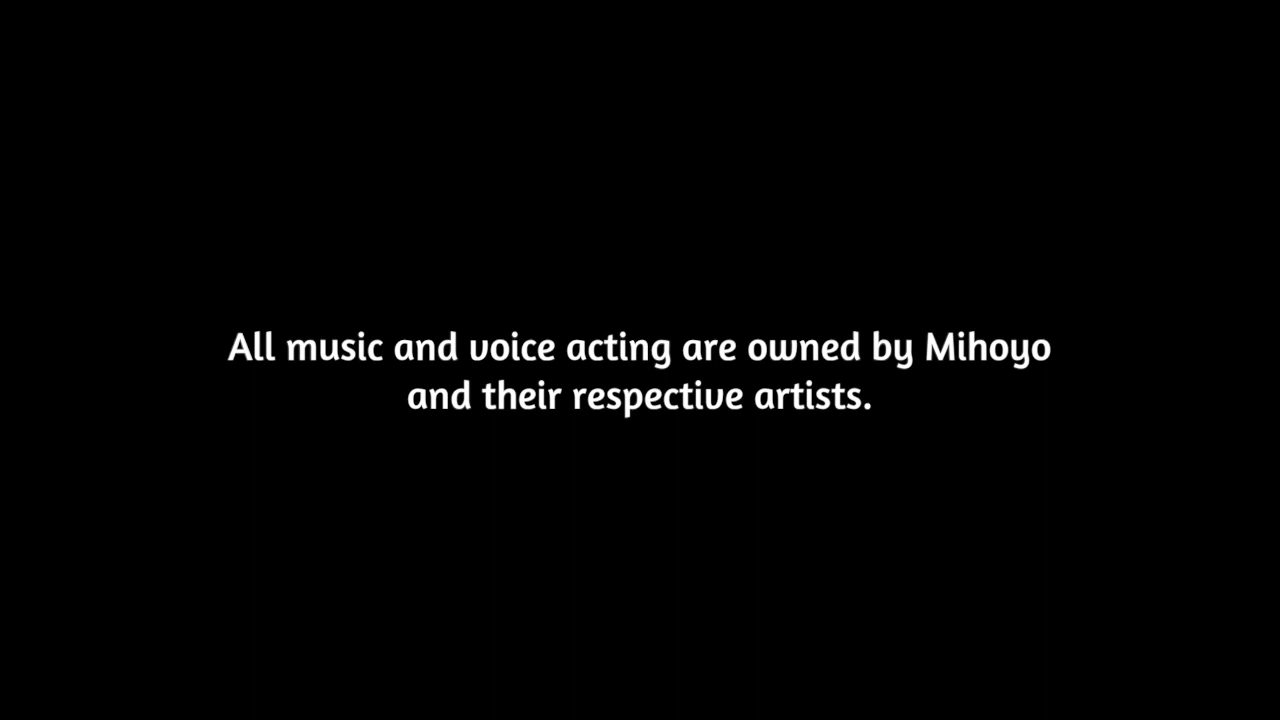 All music and voice acting are owned by Mihoyo
and their respective artists.